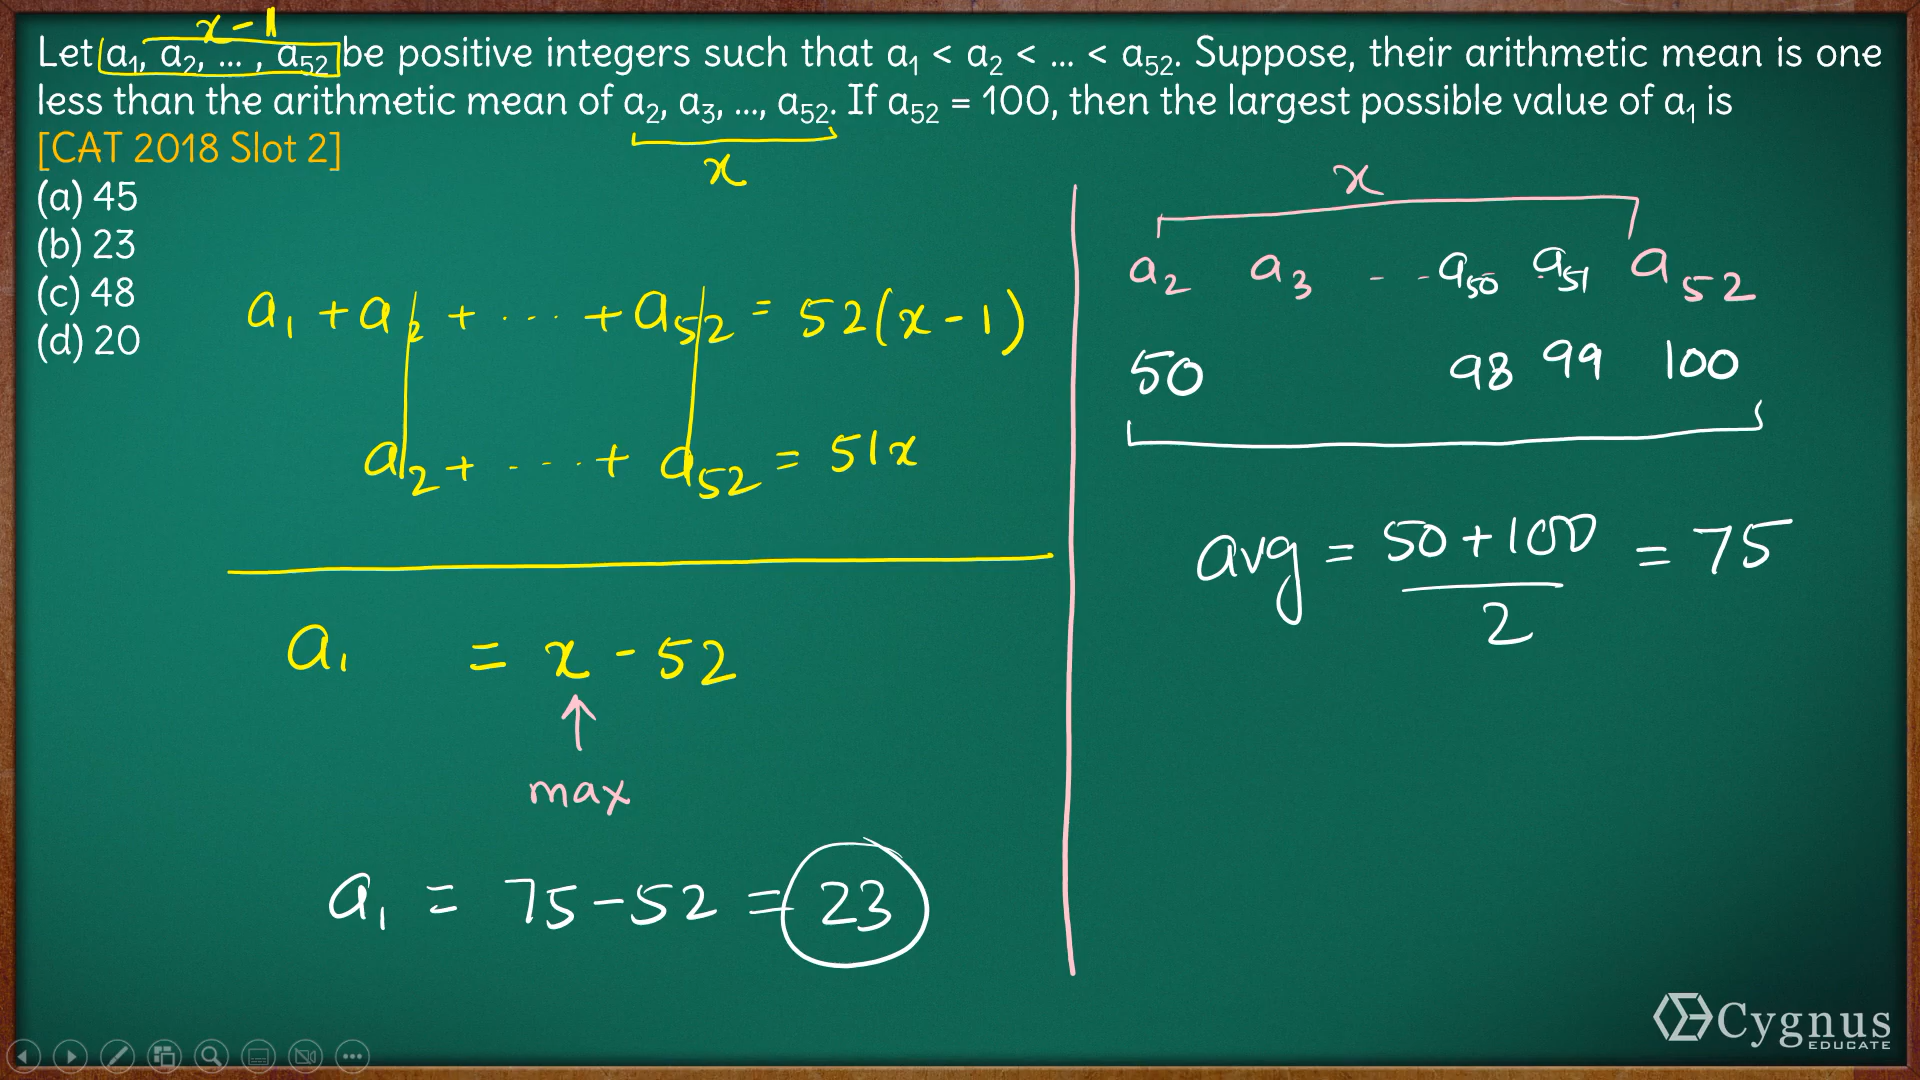 x - 1
Let a₁, a₂, ... , a₅₂ be positive integers such that a₁ < a₂ < ... < a₅₂. Suppose, their arithmetic mean is one
less than the arithmetic mean of a₂, a₃, ..., a₅₂. If a₅₂ = 100, then the largest possible value of a₁ is
x
[CAT 2018 Slot 2]
(a) 45
(b) 23
(c) 48
(d) 20
a₁ + a₂ + ... + a₅₂ = 52(x - 1)
a₂ + ... + a₅₂ = 51x
a₁ = x - 52
↑
max
a₁ = 75 - 52 = 23
x
a₂ a₃ - - a₅₀ a₅₁ a₅₂
50 98 99 100
avg = 50 + 100 / 2 = 75
Cygnus
EDUCATE